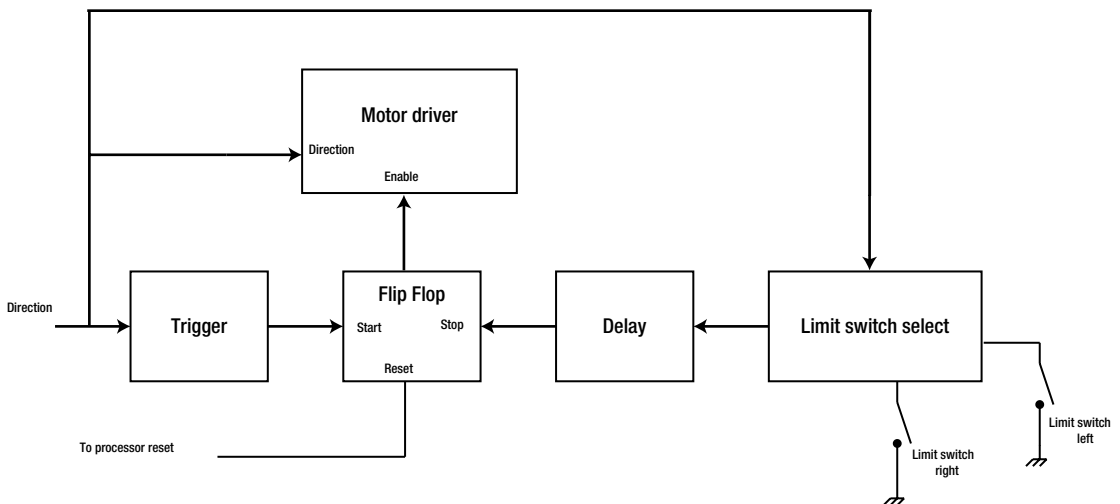 Motor driver
Direction
Enable
Direction
Trigger
Flip Flop
Start
Stop
Reset
Delay
Limit switch select
To processor reset
Limit switch
right
Limit switch
left